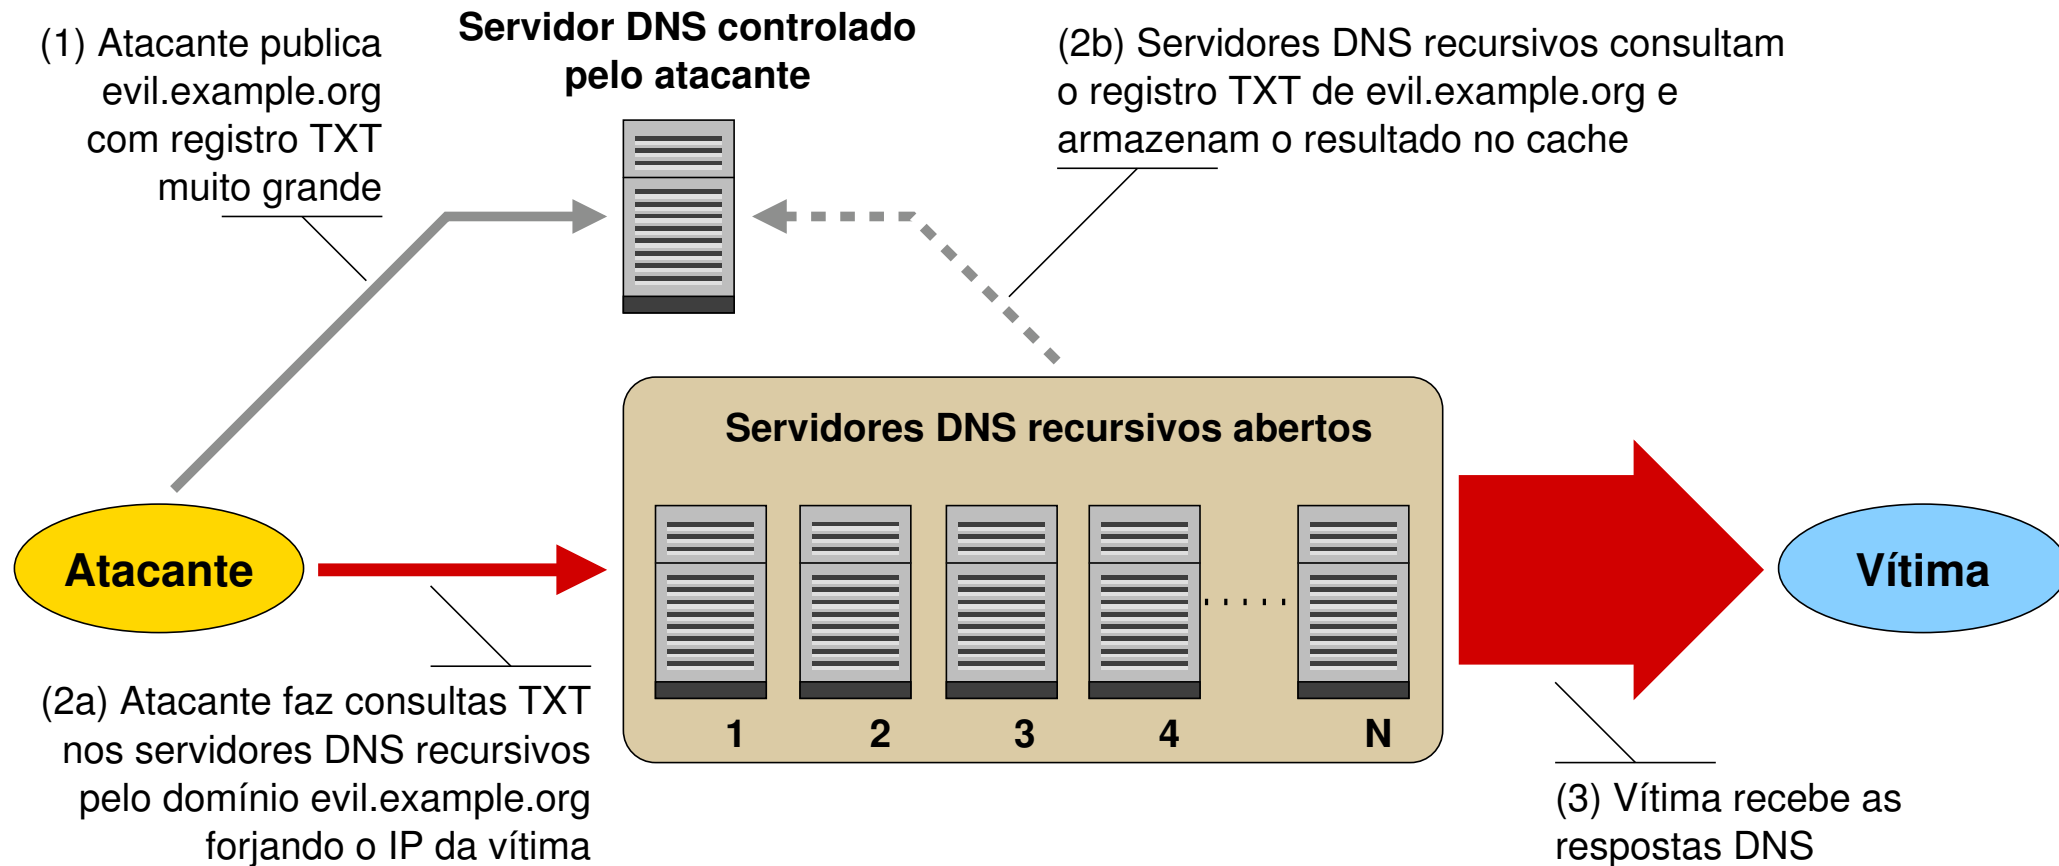 (1) Atacante publica
evil.example.org
com registro TXT
muito grande
Servidor DNS controlado
pelo atacante
(2b) Servidores DNS recursivos consultam
o registro TXT de evil.example.org e
armazenam o resultado no cache
Servidores DNS recursivos abertos
Atacante
Vítima
1 2 3 4 N
(2a) Atacante faz consultas TXT
nos servidores DNS recursivos
pelo domínio evil.example.org
forjando o IP da vítima
(3) Vítima recebe as
respostas DNS